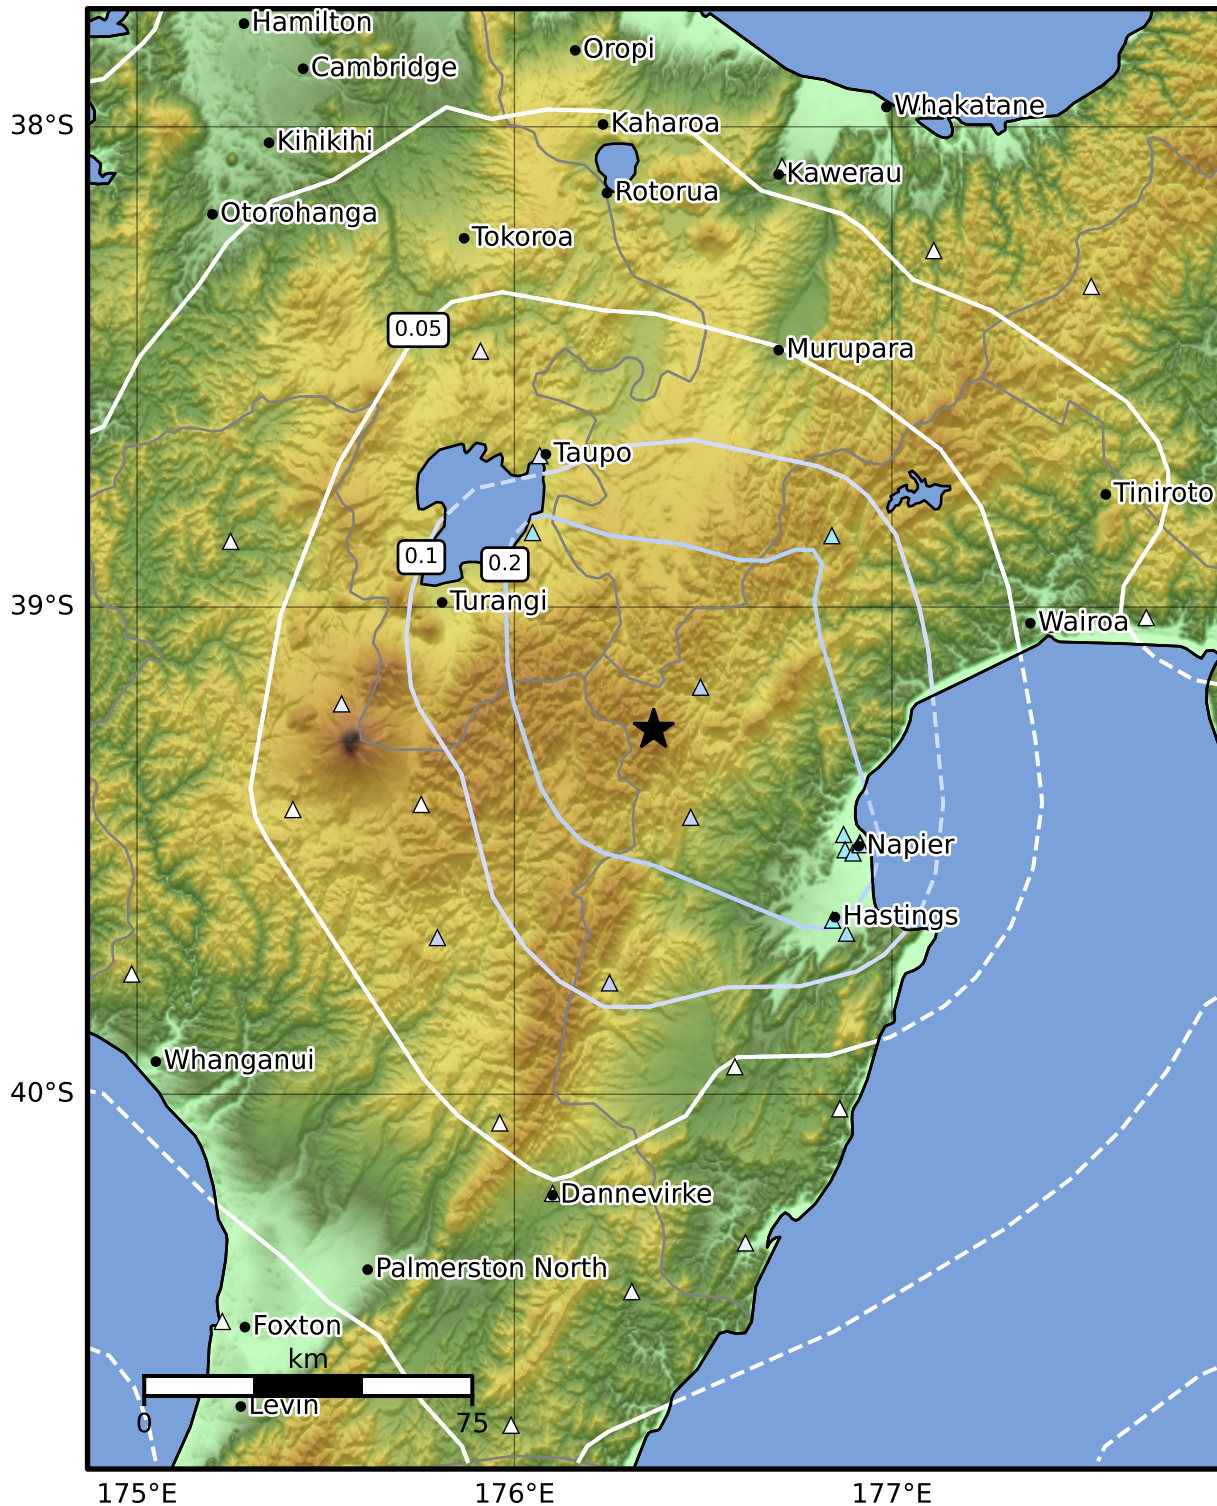 Hamilton
Oropi
Cambridge
Whakatane
38°S
Kaharoa
Kihikihi
Kawerau
Rotorua
Otorohanga
Tokoroa
0.05
Murupara
Taupo
Tiniroto
0.1
0.2
39°S
Turangi
Wairoa
Napier
Hastings
Whanganui
40°S
Dannevirke
Palmerston North
Foxton
km
Levin
0
75
175°E
176°E
177°E